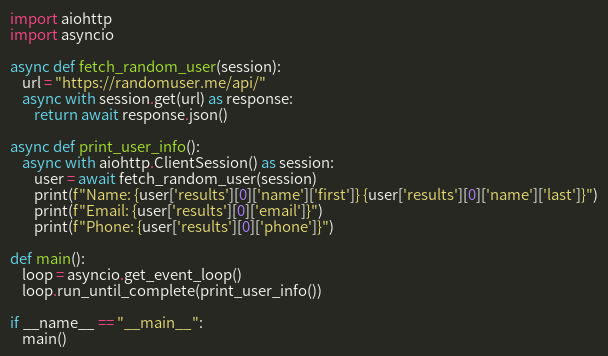 import aiohttp
import asyncio

async def fetch_random_user(session):
    url = "https://randomuser.me/api/"
    async with session.get(url) as response:
        return await response.json()

async def print_user_info():
    async with aiohttp.ClientSession() as session:
        user = await fetch_random_user(session)
        print(f"Name: {user['results'][0]['name']['first']} {user['results'][0]['name']['last']}")
        print(f"Email: {user['results'][0]['email']}")
        print(f"Phone: {user['results'][0]['phone']}")

def main():
    loop = asyncio.get_event_loop()
    loop.run_until_complete(print_user_info())

if __name__ == "__main__":
    main()